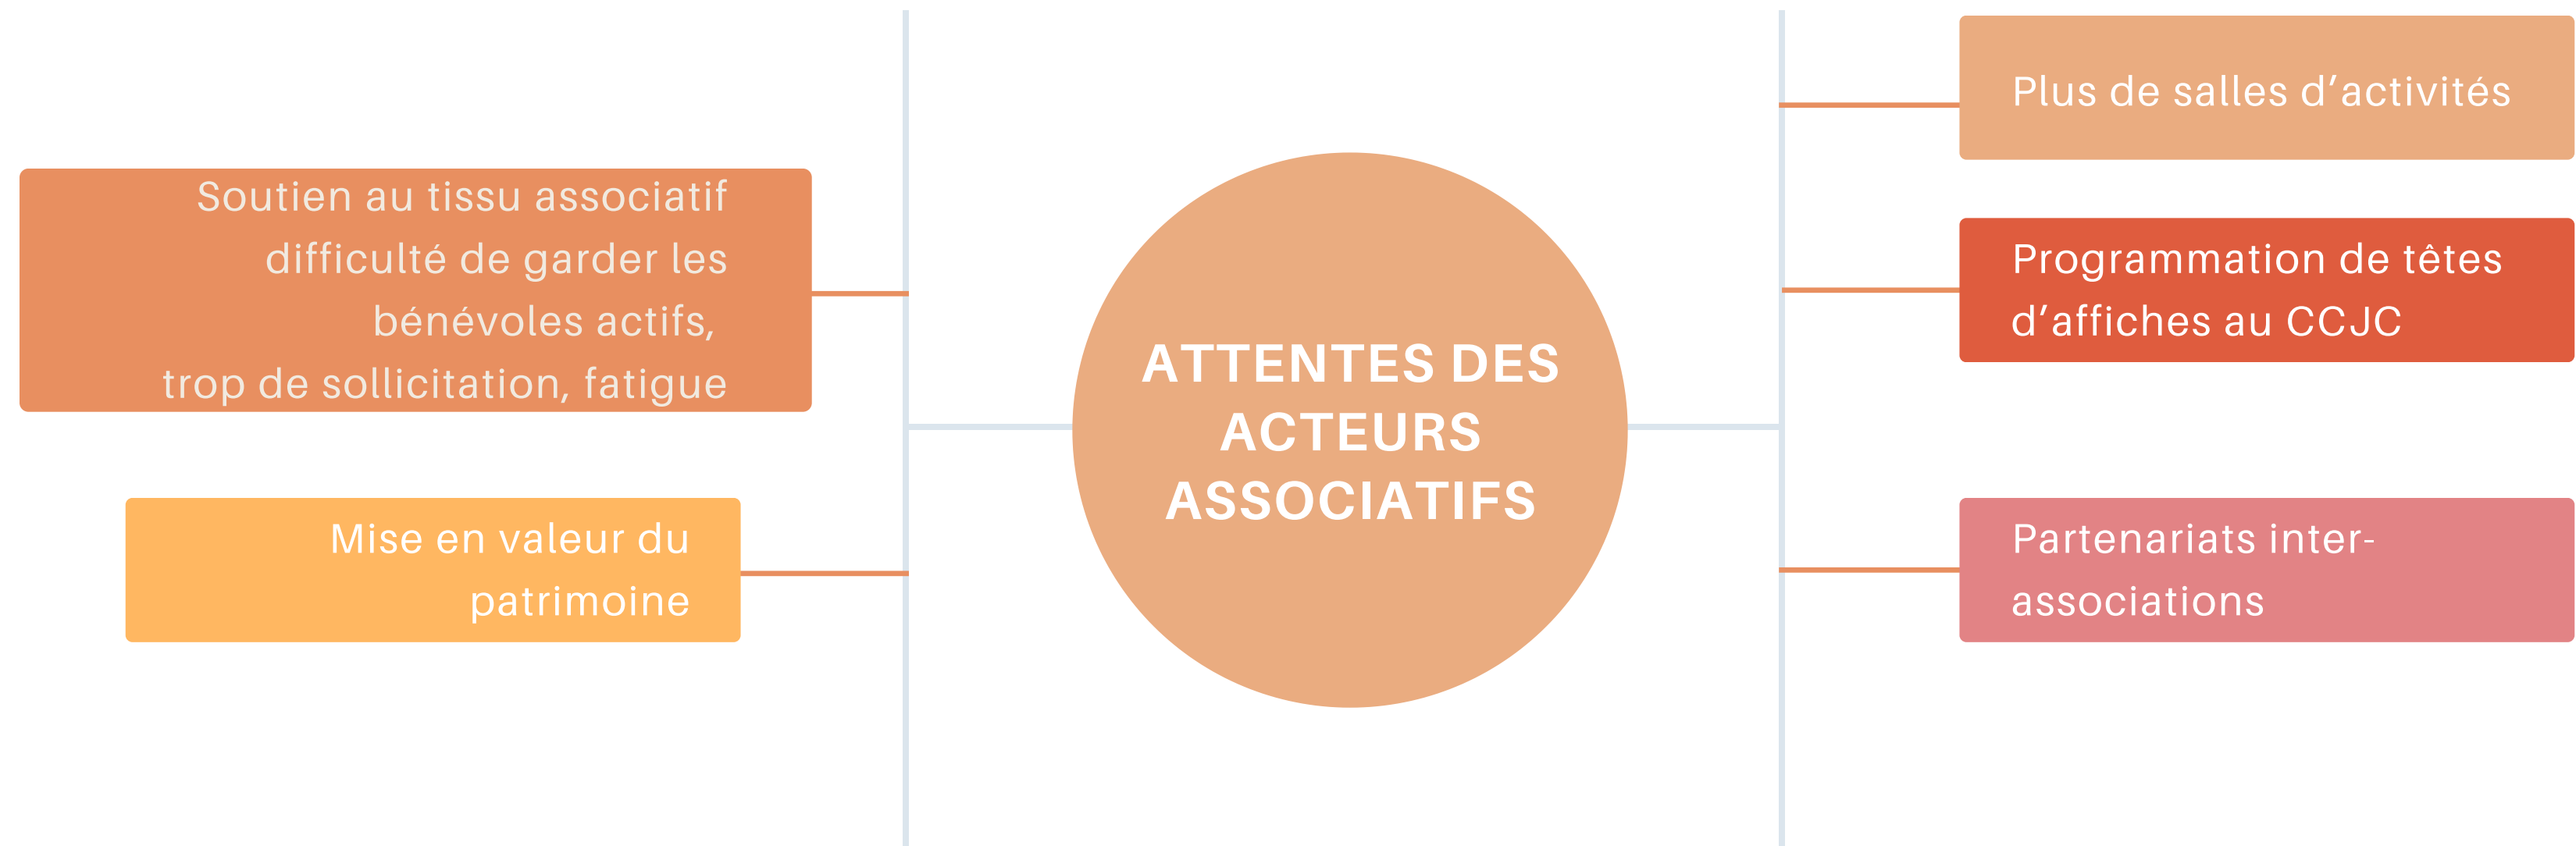 Soutien au tissu associatif
difficulté de garder les
bénévoles actifs,
trop de sollicitation, fatigue
Mise en valeur du
patrimoine
ATTENTES DES
ACTEURS
ASSOCIATIFS
Plus de salles d’activités
Programmation de têtes
d’affiches au CCJC
Partenariats inter-
associations